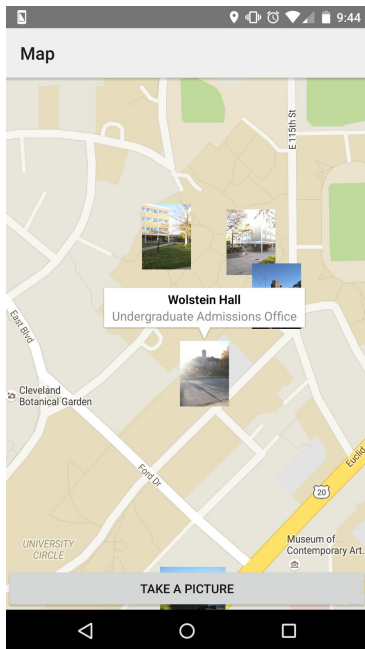 9:44
Map
E 115th St
Wolstein Hall
Undergraduate Admissions Office
East Blvd
Cleveland
Botanical Garden
Ford Dr
Euclid
20
UNIVERSITY
CIRCLE
Museum of
Contemporary Art.
TAKE A PICTURE